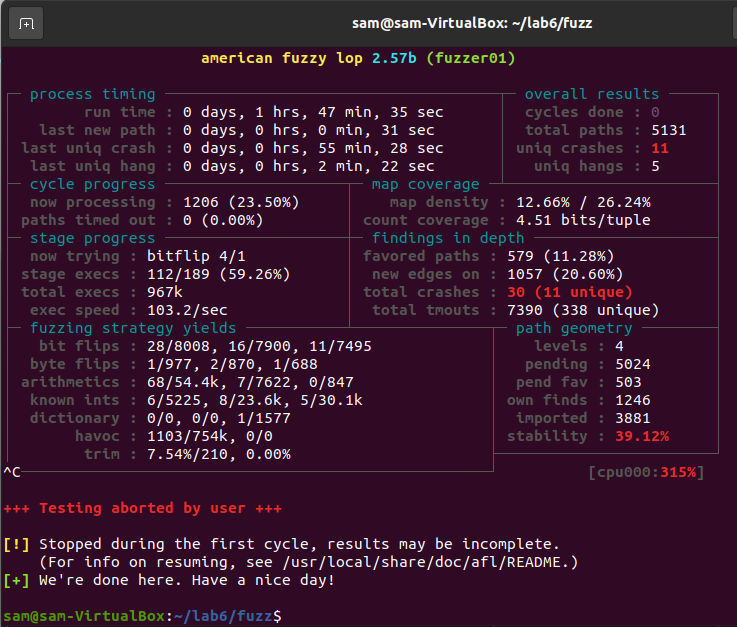 sam@sam-VirtualBox: ~/lab6/fuzz
american fuzzy lop 2.57b (fuzzer01)
process timing overall results
run time : 0 days, 1 hrs, 47 min, 35 sec cycles done : 0
last new path : 0 days, 0 hrs, 0 min, 31 sec total paths : 5131
last uniq crash : 0 days, 0 hrs, 55 min, 28 sec uniq crashes : 11
last uniq hang : 0 days, 0 hrs, 2 min, 22 sec uniq hangs : 5
cycle progress map coverage
now processing : 1206 (23.50%) map density : 12.66% / 26.24%
paths timed out : 0 (0.00%) count coverage : 4.51 bits/tuple
stage progress findings in depth
now trying : bitflip 4/1 favored paths : 579 (11.28%)
stage execs : 112/189 (59.26%) new edges on : 1057 (20.60%)
total execs : 967k total crashes : 30 (11 unique)
exec speed : 103.2/sec total tmouts : 7390 (338 unique)
fuzzing strategy yields path geometry
bit flips : 28/8008, 16/7900, 11/7495 levels : 4
byte flips : 1/977, 2/870, 1/688 pending : 5024
arithmetics : 68/54.4k, 7/7622, 0/847 pend fav : 503
known ints : 6/5225, 8/23.6k, 5/30.1k own finds : 1246
dictionary : 0/0, 0/0, 1/1577 imported : 3881
havoc : 1103/754k, 0/0 stability : 39.12%
trim : 7.54%/210, 0.00%
^C [cpu000:315%]
+++ Testing aborted by user +++
[!] Stopped during the first cycle, results may be incomplete.
(For info on resuming, see /usr/local/share/doc/afl/README.)
[+] We're done here. Have a nice day!
sam@sam-VirtualBox:~/lab6/fuzz$